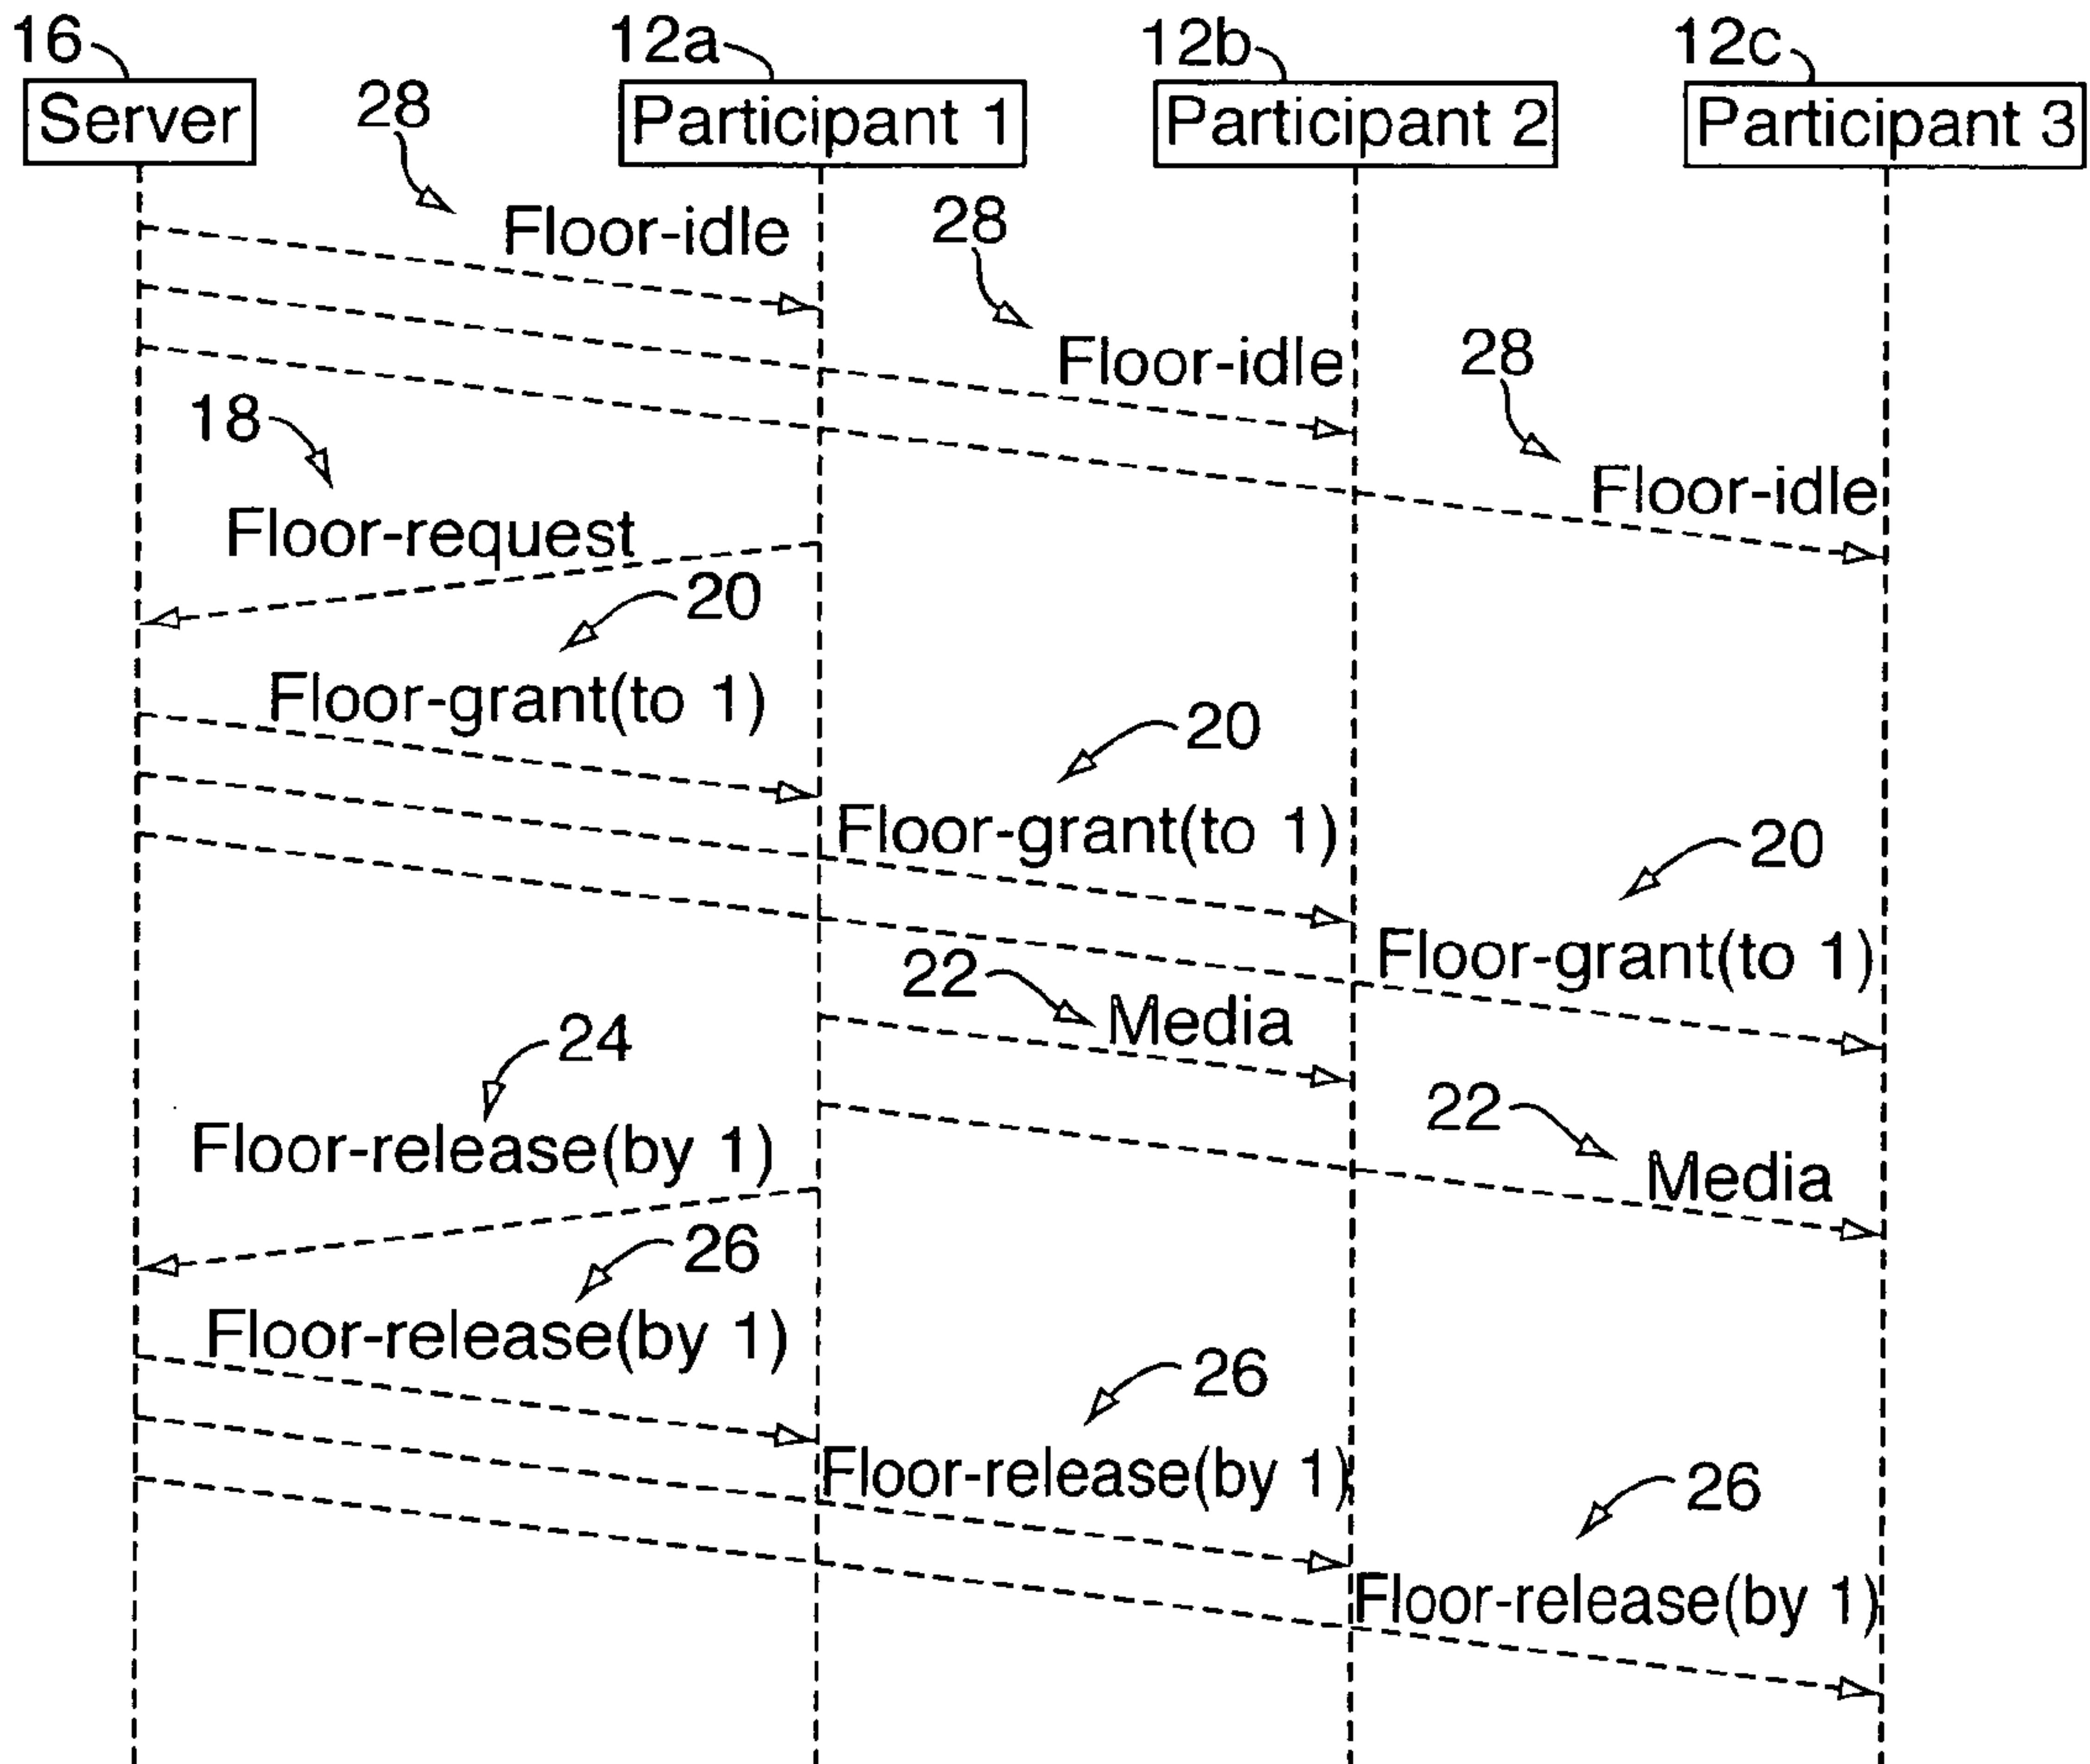 16
12a
12b
12c
Server
Participant 1
Participant 2
Participant 3
28
Floor-idle
28
Floor-idle
28
Floor-idle
18
Floor-request
20
Floor-grant(to 1)
20
Floor-grant(to 1)
20
Floor-grant(to 1)
22
Media
24
22
Floor-release(by 1)
Media
26
Floor-release(by 1)
26
Floor-release(by 1)
26
Floor-release(by 1)